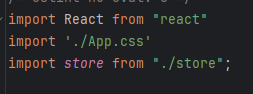 import React from "react"
import './App.css'
import store from "./store";